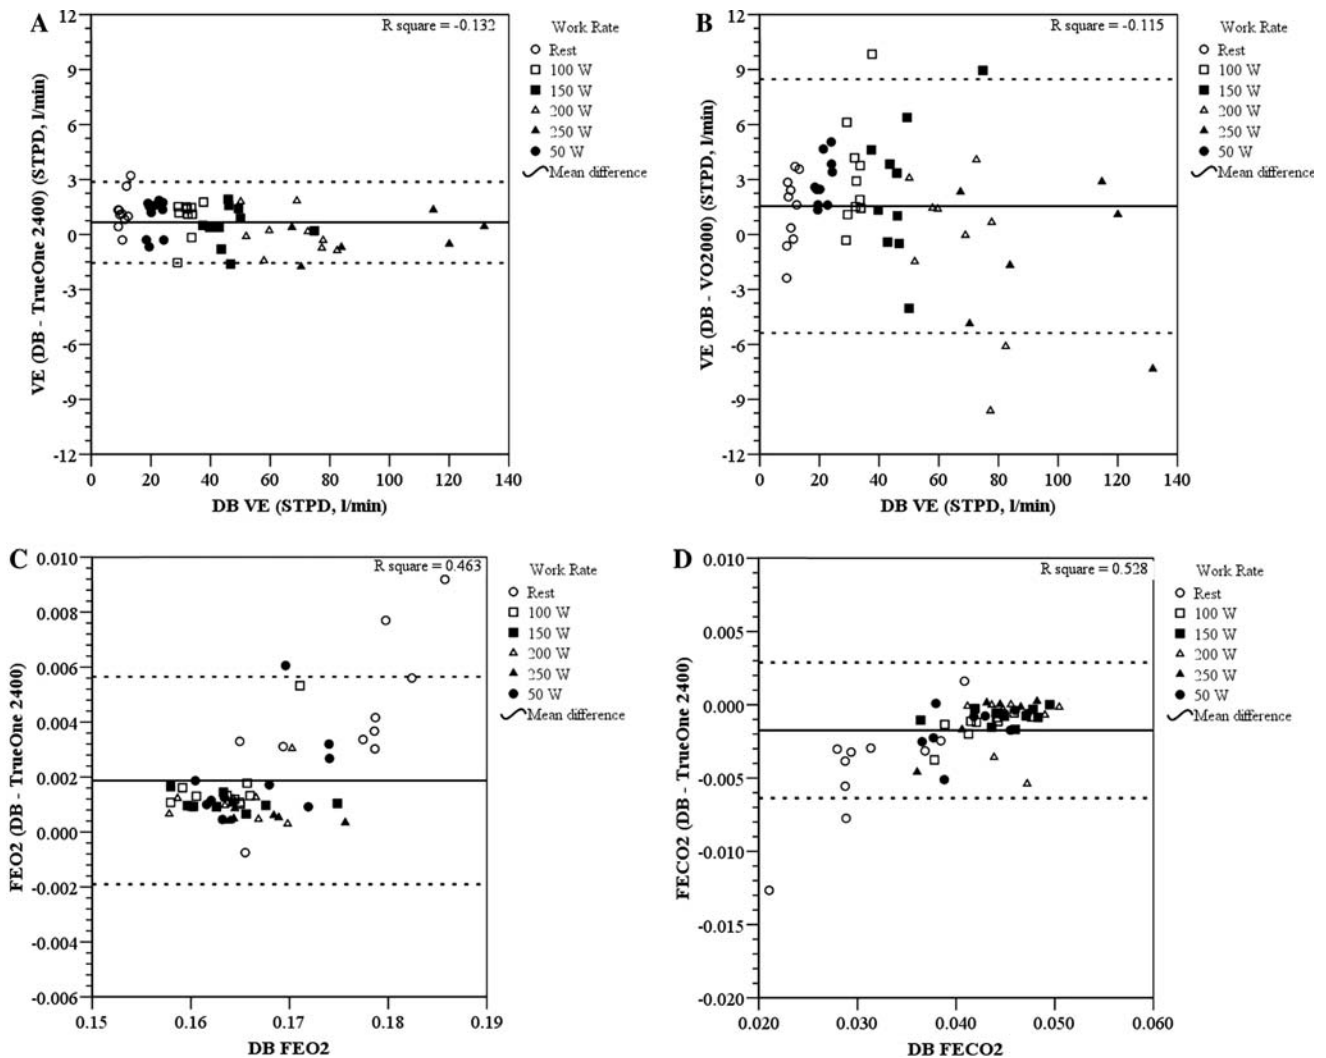 A
R square = -0.132
Work Rate
Rest
100 W
150 W
200 W
250 W
50 W
Mean difference
VE (DB - TrueOne 2400) (STPD, l/min)
12
9
6
3
0
-3
-6
-9
-12
0 20 40 60 80 100 120 140
DB VE (STPD, l/min)
B
R square = -0.115
Work Rate
Rest
100 W
150 W
200 W
250 W
50 W
Mean difference
VE (DB - VO2000) (STPD, l/min)
12
9
6
3
0
-3
-6
-9
-12
0 20 40 60 80 100 120 140
DB VE (STPD, l/min)
C
R square = 0.463
Work Rate
Rest
100 W
150 W
200 W
250 W
50 W
Mean difference
FEO2 (DB - TrueOne 2400)
0.010
0.008
0.006
0.004
0.002
0.000
-0.002
-0.004
-0.006
0.15 0.16 0.17 0.18 0.19
DB FEO2
D
R square = 0.528
Work Rate
Rest
100 W
150 W
200 W
250 W
50 W
Mean difference
FECO2 (DB - TrueOne 2400)
0.010
0.005
0.000
-0.005
-0.010
-0.015
-0.020
0.020 0.030 0.040 0.050 0.060
DB FECO2